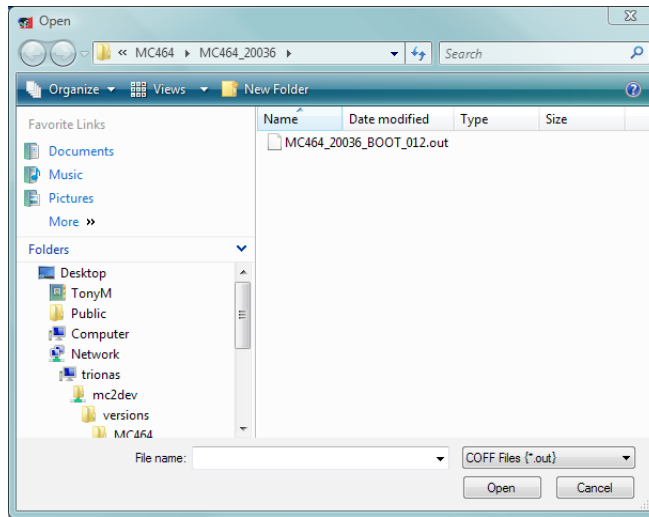 Open
« MC464 MC464_20036
Search
Organize Views New Folder
Favorite Links
Documents
Music
Pictures
More »
Folders
Desktop
TonyM
Public
Computer
Network
trionas
mc2dev
versions
MC464
Name Date modified Type Size
MC464_20036_BOOT_012.out
File name:
COFF Files {*.out}
Open Cancel